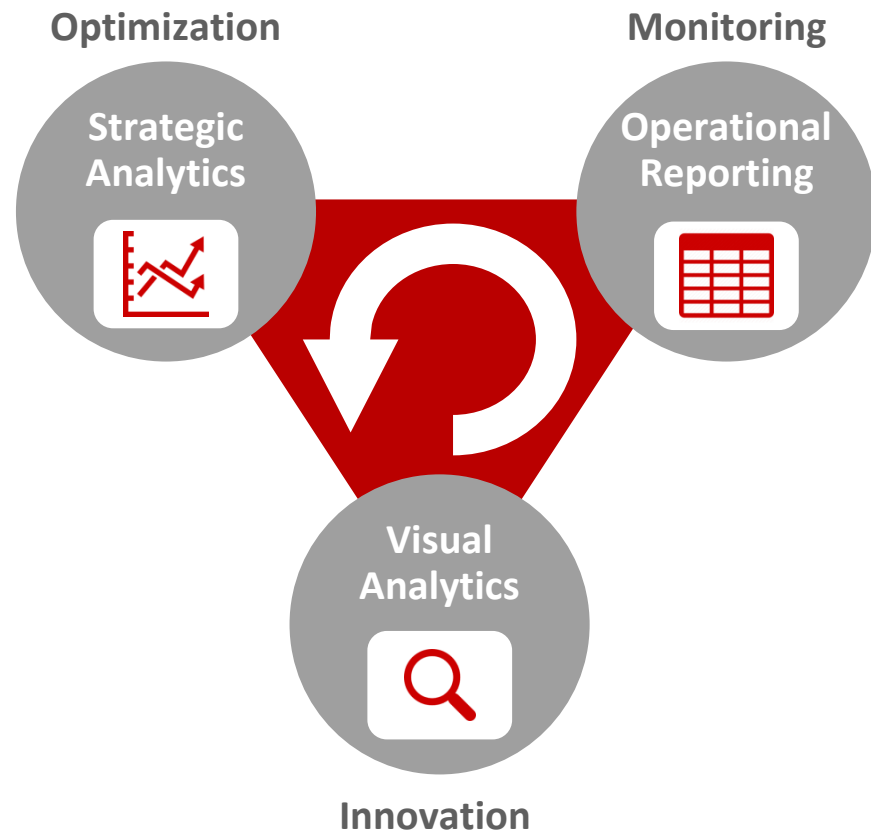 Optimization
Monitoring
Strategic
Analytics
Operational
Reporting
Visual
Analytics
Innovation